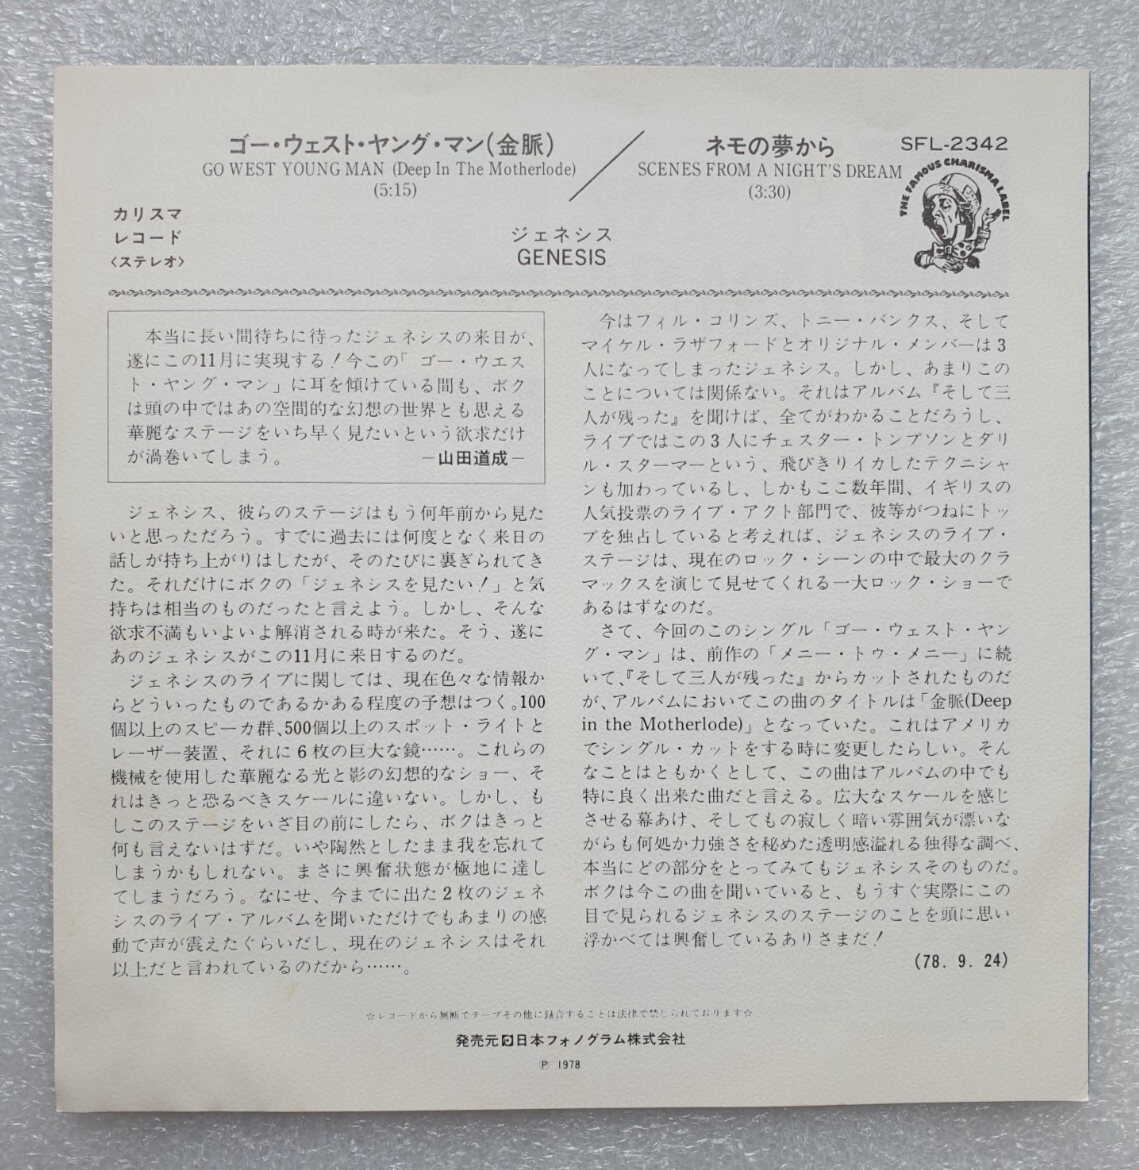 ゴー・ウェスト・ヤング・マン(金脈)
GO WEST YOUNG MAN (Deep In The Motherlode)
(5:15)
ネモの夢から
SCENES FROM A NIGHT'S DREAM
(3:30)
SFL-2342
THE FAMOUS CHARISMA LABEL
カリスマ
レコード
〈ステレオ〉
ジェネシス
GENESIS
本当に長い間待ちに待ったジェネシスの来日が、
遂にこの11月に実現する！今この「ゴー・ウエス
ト・ヤング・マン」に耳を傾けている間も、ボク
は頭の中ではあの空間的な幻想の世界とも思える
華麗なステージをいち早く見たいという欲求だけ
が渦巻いてしまう。 －山田道成－
ジェネシス、彼らのステージはもう何年前から見た
いと思っただろう。すでに過去には何度となく来日の
話しが持ち上がりはしたが、そのたびに裏ぎられてき
た。それだけにボクの「ジェネシスを見たい！」と気
持ちは相当のものだったと言えよう。しかし、そんな
欲求不満もいよいよ解消される時が来た。そう、遂に
あのジェネシスがこの11月に来日するのだ。
ジェネシスのライブに関しては、現在色々な情報か
らどういったものであるかある程度の予想はつく。100
個以上のスピーカ群、500個以上のスポット・ライトと
レーザー装置、それに6枚の巨大な鏡……。これらの
機械を使用した華麗なる光と影の幻想的なショー、そ
れはきっと恐るべきスケールに違いない。しかし、も
しこのステージをいざ目の前にしたら、ボクはきっと
何も言えないはずだ。いや陶然としたまま我を忘れて
しまうかもしれない。まさに興奮状態が極地に達し
てしまうだろう。なにせ、今までに出た2枚のジェネ
シスのライブ・アルバムを聞いただけでもあまりの感
動で声が震えたぐらいだし、現在のジェネシスはそれ
以上だと言われているのだから……。
今はフィル・コリンズ、トニー・バンクス、そして
マイケル・ラザフォードとオリジナル・メンバーは3
人になってしまったジェネシス。しかし、あまりこの
ことについては関係ない。それはアルバム『そして三
人が残った』を聞けば、全てがわかることだろうし、
ライブではこの3人にチェスター・トンプソンとダリ
ル・スターマーという、飛びきりイカしたテクニシャ
ンも加わっているし、しかもここ数年間、イギリスの
人気投票のライブ・アクト部門で、彼等がつねにトッ
プを独占していると考えれば、ジェネシスのライブ・
ステージは、現在のロック・シーンの中で最大のクラ
マックスを演じて見せてくれる一大ロック・ショーで
あるはずなのだ。
さて、今回のこのシングル「ゴー・ウェスト・ヤン
グ・マン」は、前作の「メニー・トゥ・メニー」に続
いて、『そして三人が残った』からカットされたものだ
が、アルバムにおいてこの曲のタイトルは「金脈(Deep
in the Motherlode)」となっていた。これはアメリカ
でシングル・カットをする時に変更したらしい。そん
なことはともかくとして、この曲はアルバムの中でも
特に良く出来た曲だと言える。広大なスケールを感じ
させる幕あけ、そしてもの寂しく暗い雰囲気が漂いな
がらも何処か力強さを秘めた透明感溢れる独得な調べ、
本当にどの部分をとってみてもジェネシスそのものだ。
ボクは今この曲を聞いていると、もうすぐ実際にこの
目で見られるジェネシスのステージのことを頭に思い
浮かべては興奮しているありさまだ！
(78. 9. 24)
☆レコードから無断でテープその他に録音することは法律で禁じられております☆
発売元 日本フォノグラム株式会社
Ⓟ 1978